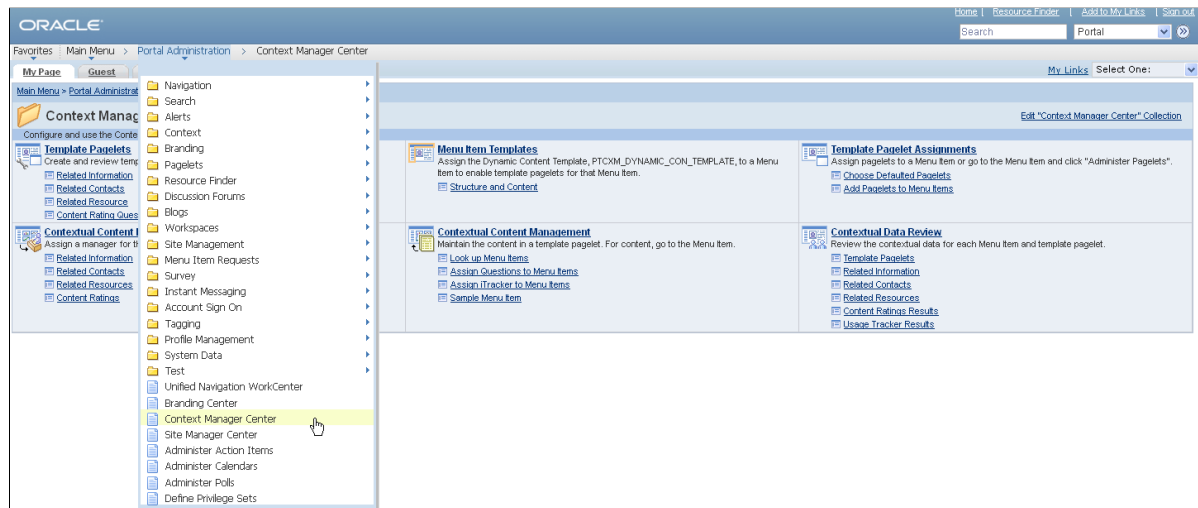 Home | Resource Finder | Add to My Links | Sign out
ORACLE
Search Portal
Favorites Main Menu > Portal Administration > Context Manager Center
My Page Guest
My Links Select One:
Main Menu > Portal Administrat
Context Manag
Edit "Context Manager Center" Collection
Configure and use the Conte
Template Pagelets
Create and review temp
Related Information
Related Contacts
Related Resource
Content Rating Ques
Contextual Content
Assign a manager for th
Related Information
Related Contacts
Related Resources
Content Ratings
Navigation
Search
Alerts
Context
Branding
Pagelets
Resource Finder
Discussion Forums
Blogs
Workspaces
Site Management
Menu Item Requests
Survey
Instant Messaging
Account Sign On
Tagging
Profile Management
System Data
Test
Unified Navigation WorkCenter
Branding Center
Context Manager Center
Site Manager Center
Administer Action Items
Administer Calendars
Administer Polls
Define Privilege Sets
Menu Item Templates
Assign the Dynamic Content Template, PTCXM_DYNAMIC_CON_TEMPLATE, to a Menu
Item to enable template pagelets for that Menu Item.
Structure and Content
Template Pagelet Assignments
Assign pagelets to a Menu Item or go to the Menu Item and click "Administer Pagelets".
Choose Defaulted Pagelets
Add Pagelets to Menu Items
Contextual Content Management
Maintain the content in a template pagelet. For content, go to the Menu Item.
Look up Menu Items
Assign Questions to Menu Items
Assign iTracker to Menu Items
Sample Menu Item
Contextual Data Review
Review the contextual data for each Menu Item and template pagelet.
Template Pagelets
Related Information
Related Contacts
Related Resources
Content Ratings Results
Usage Tracker Results